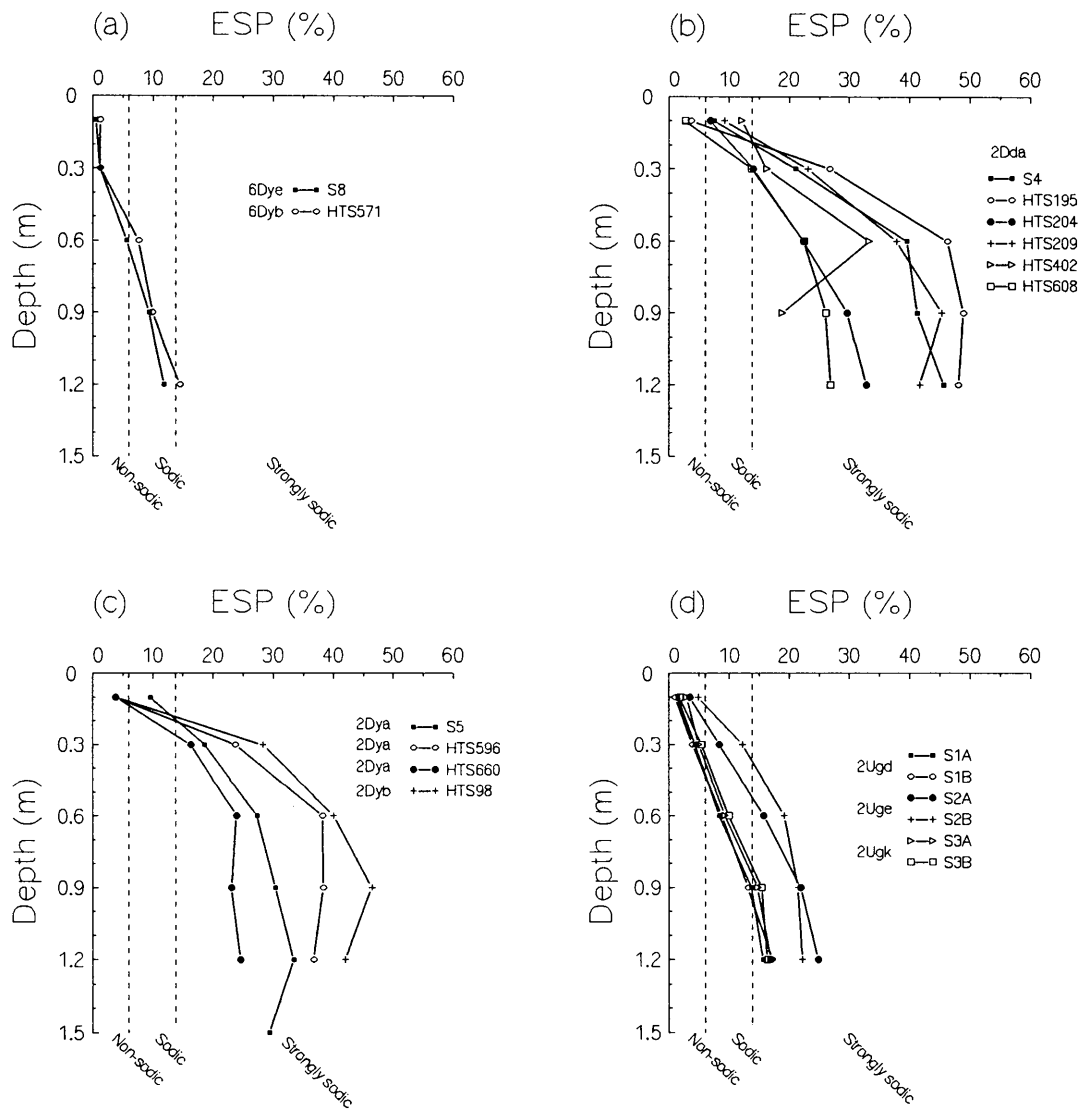 (a) ESP (%)
0 10 20 30 40 50 60
0
0.3
0.6
0.9
1.2
1.5
Depth (m)
6Dye S8
6Dyb HTS571
Non-sodic
Sodic
Strongly sodic
(b) ESP (%)
0 10 20 30 40 50 60
0
0.3
0.6
0.9
1.2
1.5
Depth (m)
2Dda
S4
HTS195
HTS204
HTS209
HTS402
HTS608
Non-sodic
Sodic
Strongly sodic
(c) ESP (%)
0 10 20 30 40 50 60
0
0.3
0.6
0.9
1.2
1.5
Depth (m)
2Dya S5
2Dya HTS596
2Dya HTS660
2Dyb HTS98
Non-sodic
Sodic
Strongly sodic
(d) ESP (%)
0 10 20 30 40 50 60
0
0.3
0.6
0.9
1.2
1.5
Depth (m)
S1A
2Ugd
S1B
S2A
2Uge
S2B
S3A
2Ugk
S3B
Non-sodic
Sodic
Strongly sodic